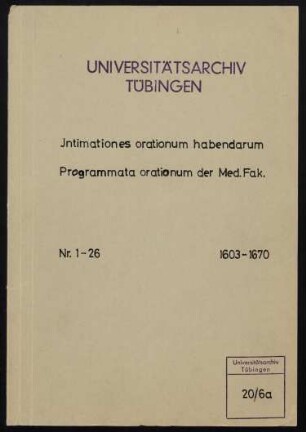 UNIVERSITÄTSARCHIV
TÜBINGEN
Jntimationes orationum habendarum
Programmata orationum der Med. Fak.
Nr. 1-26 1603-1670
Universitätsarchiv
Tübingen
20/6a